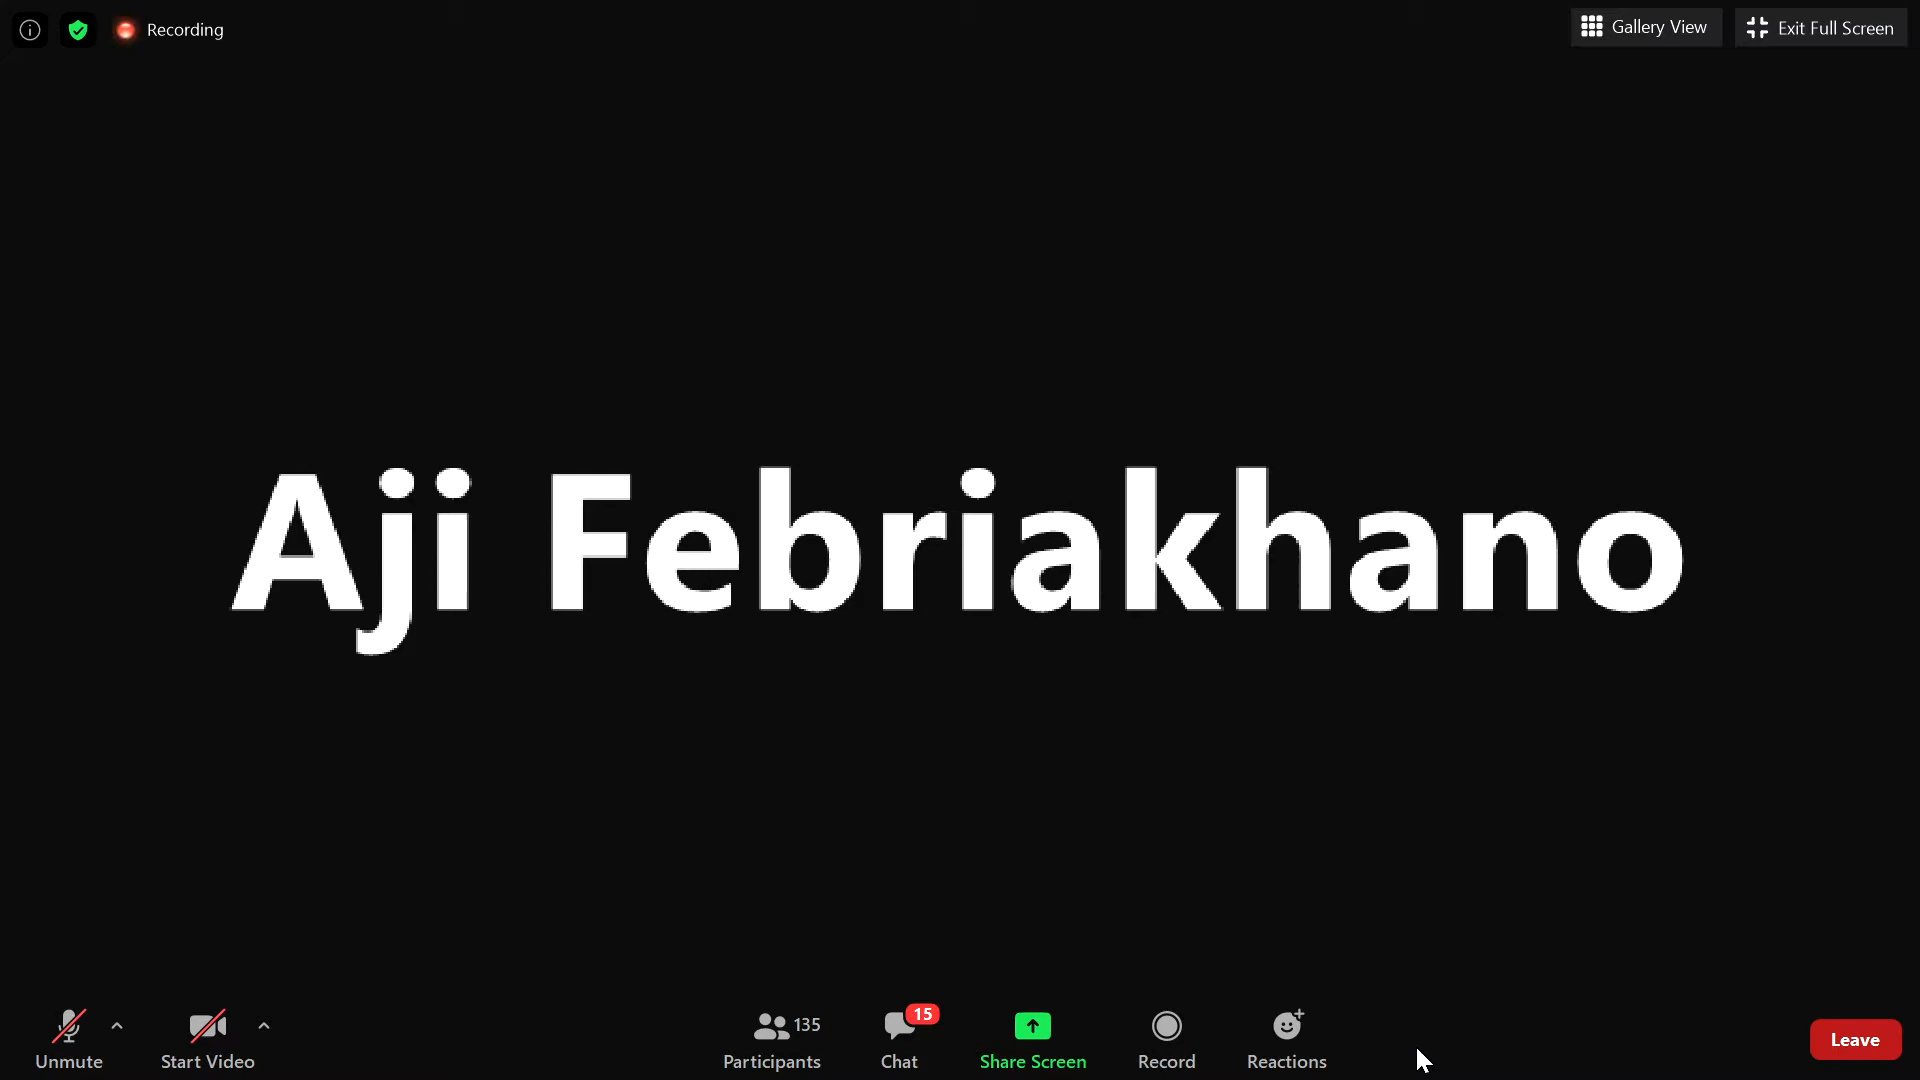 Recording
Gallery View
Exit Full Screen
Aji Febriakhano
Unmute
Start Video
135
Participants
15
Chat
Share Screen
Record
Reactions
Leave